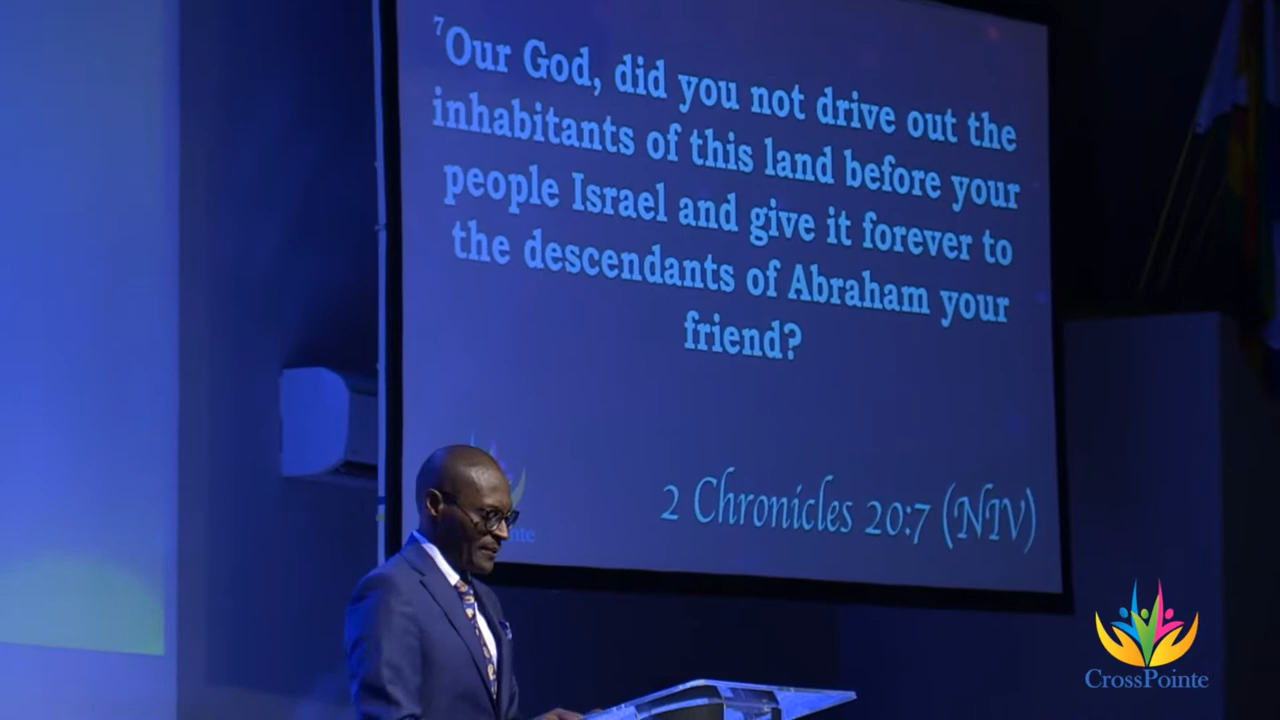 ⁷Our God, did you not drive out the
inhabitants of this land before your
people Israel and give it forever to
the descendants of Abraham your
friend?
2 Chronicles 20:7 (NIV)
CrossPointe